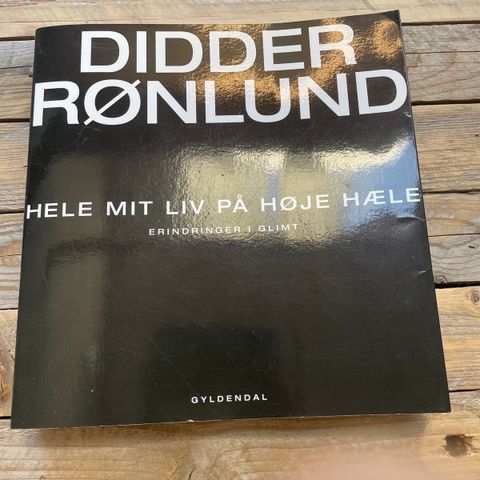 DIDDER
RØNLUND
HELE MIT LIV PÅ HØJE HÆLE
ERINDRINGER I GLIMT
GYLDENDAL